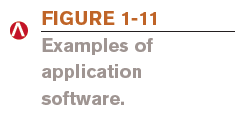 FIGURE 1-11
Examples of
application
software.